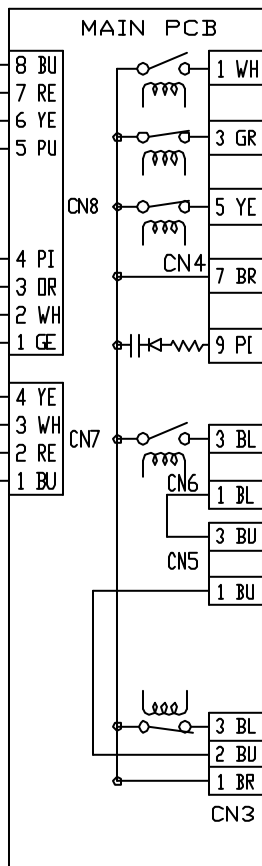 MAIN PCB
8 BU
7 RE
6 YE
5 PU
CN8
4 PI
3 OR
2 WH
1 GE
4 YE
3 WH
2 RE
1 BU
CN7
1 WH
3 GR
5 YE
CN4
7 BR
9 PI
3 BL
CN6
1 BL
3 BU
CN5
1 BU
3 BL
2 BU
1 BR
CN3